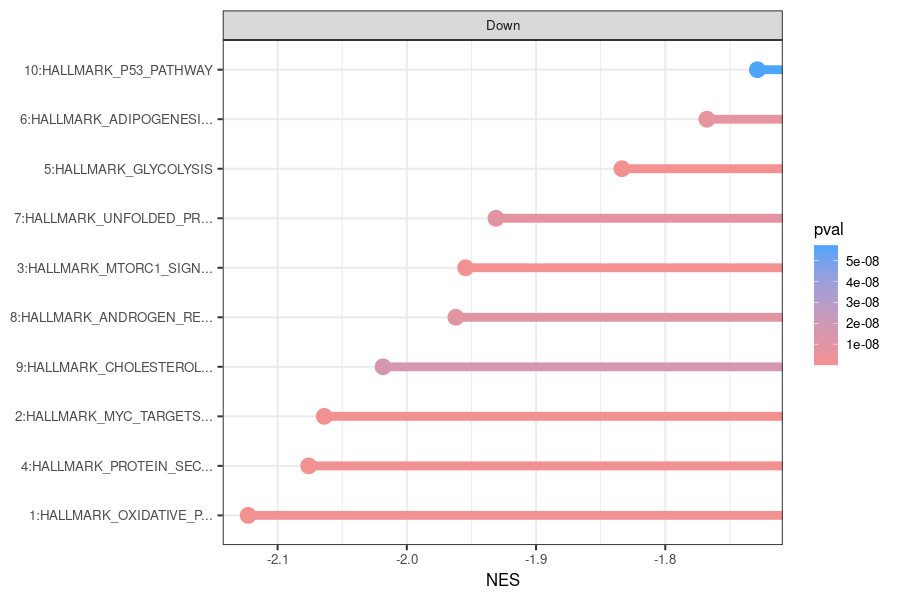 Down
10:HALLMARK_P53_PATHWAY
6:HALLMARK_ADIPOGENESI...
5:HALLMARK_GLYCOLYSIS
7:HALLMARK_UNFOLDED_PR...
3:HALLMARK_MTORC1_SIGN...
8:HALLMARK_ANDROGEN_RE...
9:HALLMARK_CHOLESTEROL...
2:HALLMARK_MYC_TARGETS...
4:HALLMARK_PROTEIN_SEC...
1:HALLMARK_OXIDATIVE_P...
-2.1 -2.0 -1.9 -1.8
NES
pval
5e-08
4e-08
3e-08
2e-08
1e-08